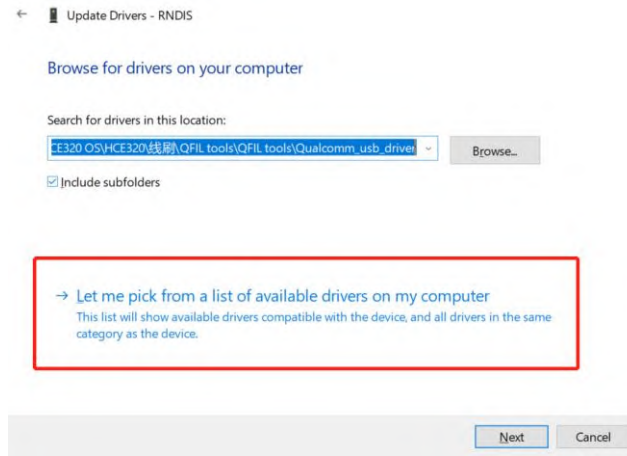 Update Drivers - RNDIS
Browse for drivers on your computer
Search for drivers in this location:
CE320 OS\HCE320\线刷\QFIL tools\QFIL tools\Qualcomm_usb_driver
Browse...
Include subfolders
→ Let me pick from a list of available drivers on my computer
This list will show available drivers compatible with the device, and all drivers in the same
category as the device.
Next
Cancel